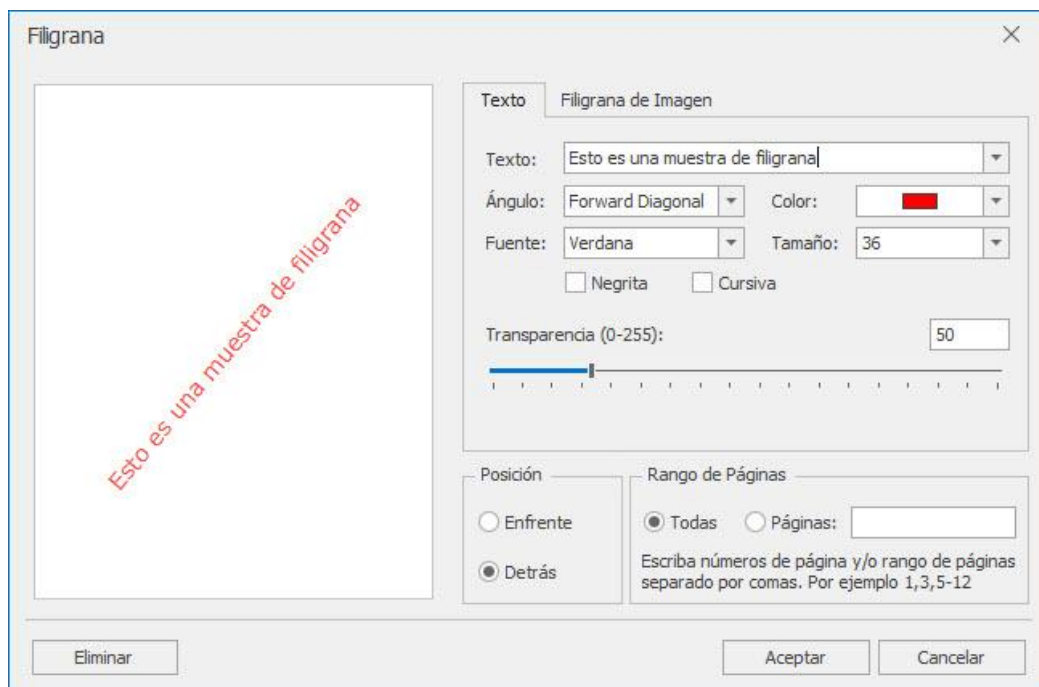 Filigrana
Esto es una muestra de filigrana
Texto
Filigrana de Imagen
Texto:
Esto es una muestra de filigrana
Ángulo:
Forward Diagonal
Color:
Fuente:
Verdana
Tamaño:
36
Negrita
Cursiva
Transparencia (0-255):
50
Posición
Enfrente
Detrás
Rango de Páginas
Todas
Páginas:
Escriba números de página y/o rango de páginas
separado por comas. Por ejemplo 1,3,5-12
Eliminar
Aceptar
Cancelar